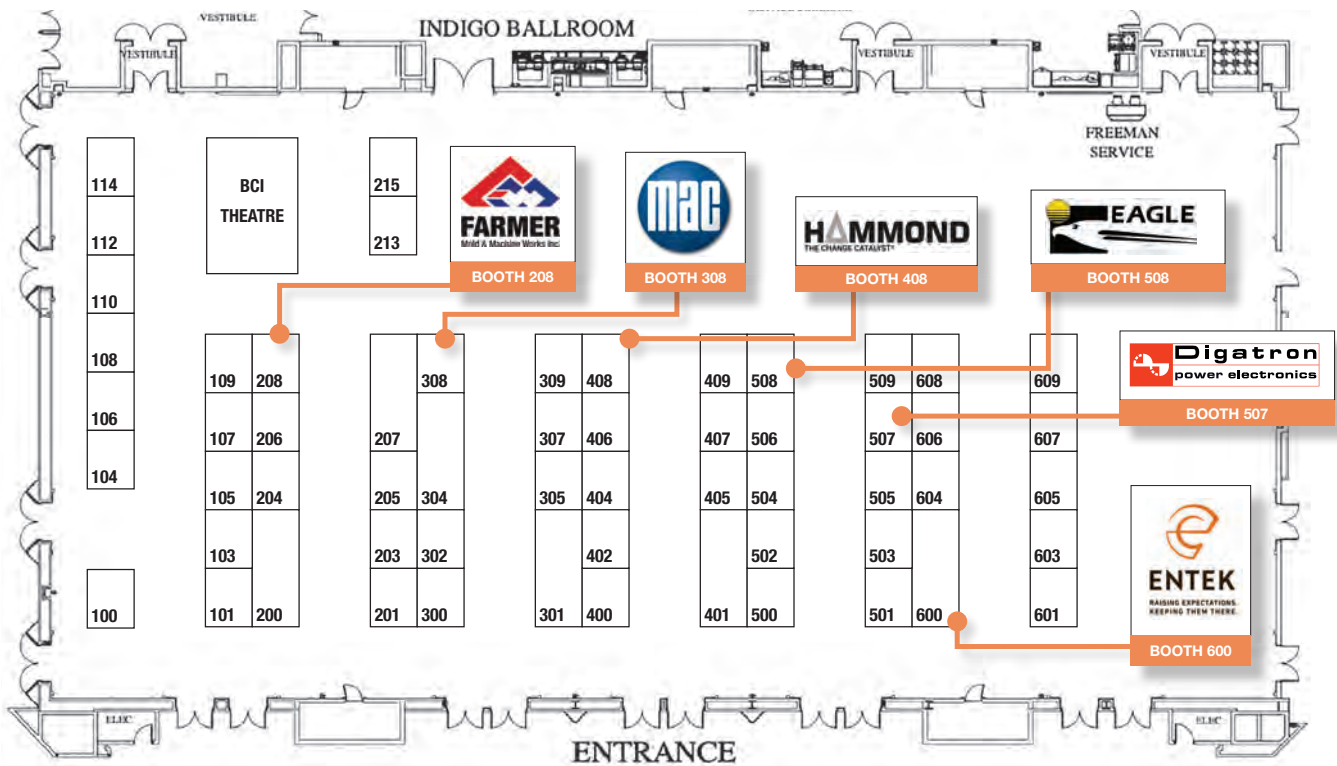 VESTIBULE
INDIGO BALLROOM
VESTIBULE
VESTIBULE
VESTIBULE
FREEMAN
SERVICE
114
BCI
THEATRE
215
112
213
FARMER
Mold & Machine Works Inc.
BOOTH 208
mac
BOOTH 308
HAMMOND
THE CHANGE CATALYST®
BOOTH 408
EAGLE
BOOTH 508
110
108
109 208
308
309 408
409 508
509 608
609
Digatron
power electronics
BOOTH 507
106
107 206
207
307 406
407 506
507 606
607
104
105 204
205 304
305 404
405 504
505 604
605
103
203 302
402
502
503
603
100
101 200
201 300
301 400
401 500
501 600
601
ENTEK
RAISING EXPECTATIONS.
KEEPING THEM THERE.
BOOTH 600
ELEC
ELEC
ENTRANCE